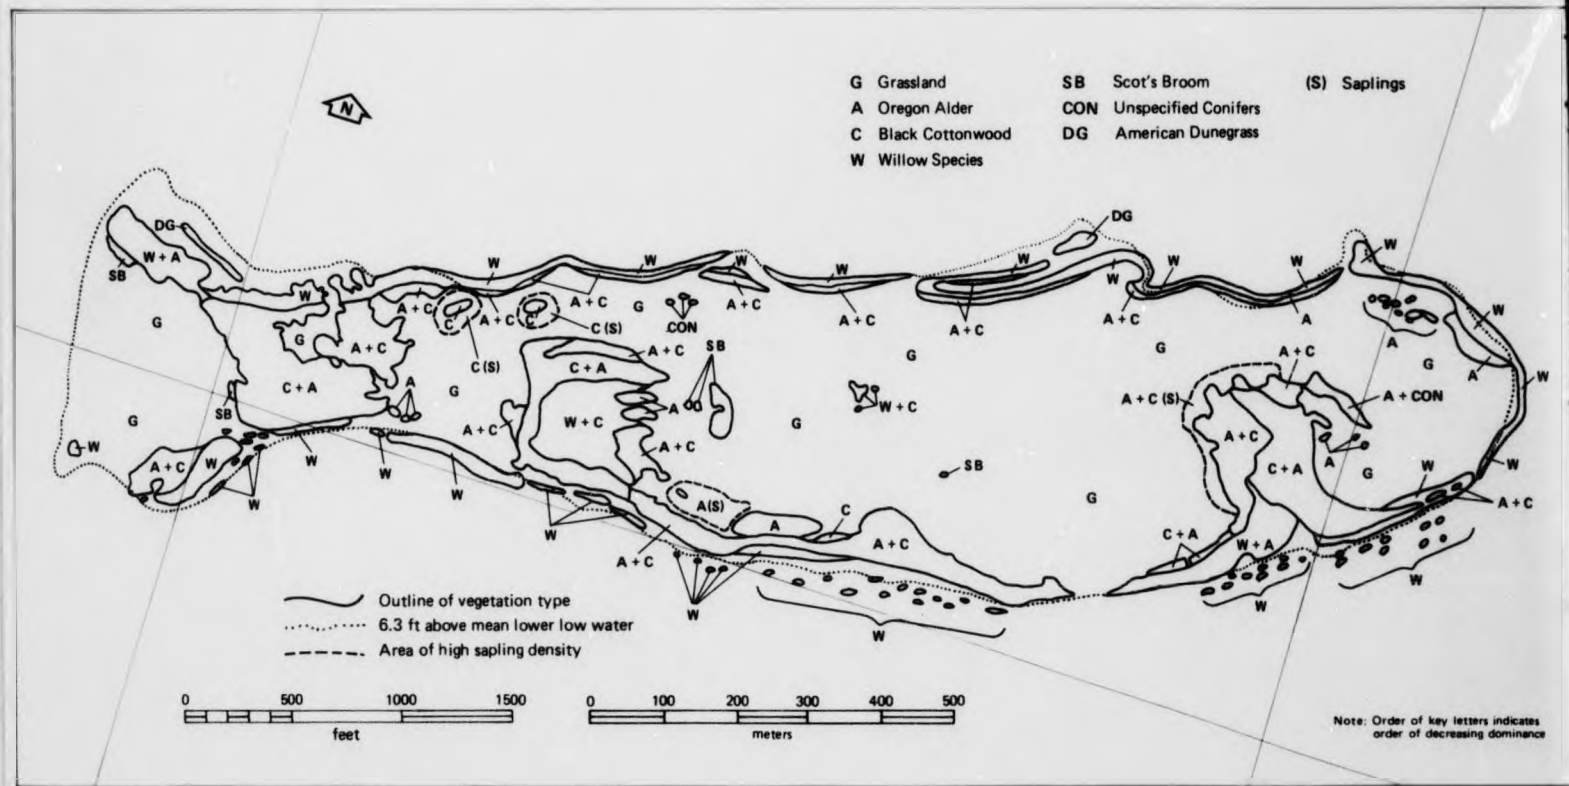 N
G Grassland
A Oregon Alder
C Black Cottonwood
W Willow Species
SB Scot's Broom
CON Unspecified Conifers
DG American Dunegrass
(S) Saplings
DG
DG
W + A
SB
W
W
W
W
W
W
W
W
W
W
A + C
A + C
A + C
A + C
A + C
A + C
A + C
A
W
G
W
G
A + C
C
A + C
C
C (S)
C (S)
G
CON
SB
G
G
A + C
A
G
A
W
C + A
A
G
A + C
C + A
A + CON
A + C (S)
SB
G
A + C
W + C
A
W + C
G
A + C
A + C
C + A
A
G
W
W
W
A + C
W
W
W
W
W
A (S)
A
C
SB
G
A + C
A + C
C + A
W + A
A + C
W
W
W
W
W
Outline of vegetation type
6.3 ft above mean lower low water
Area of high sapling density
0 500 1000 1500
feet
0 100 200 300 400 500
meters
Note: Order of key letters indicates
order of decreasing dominance